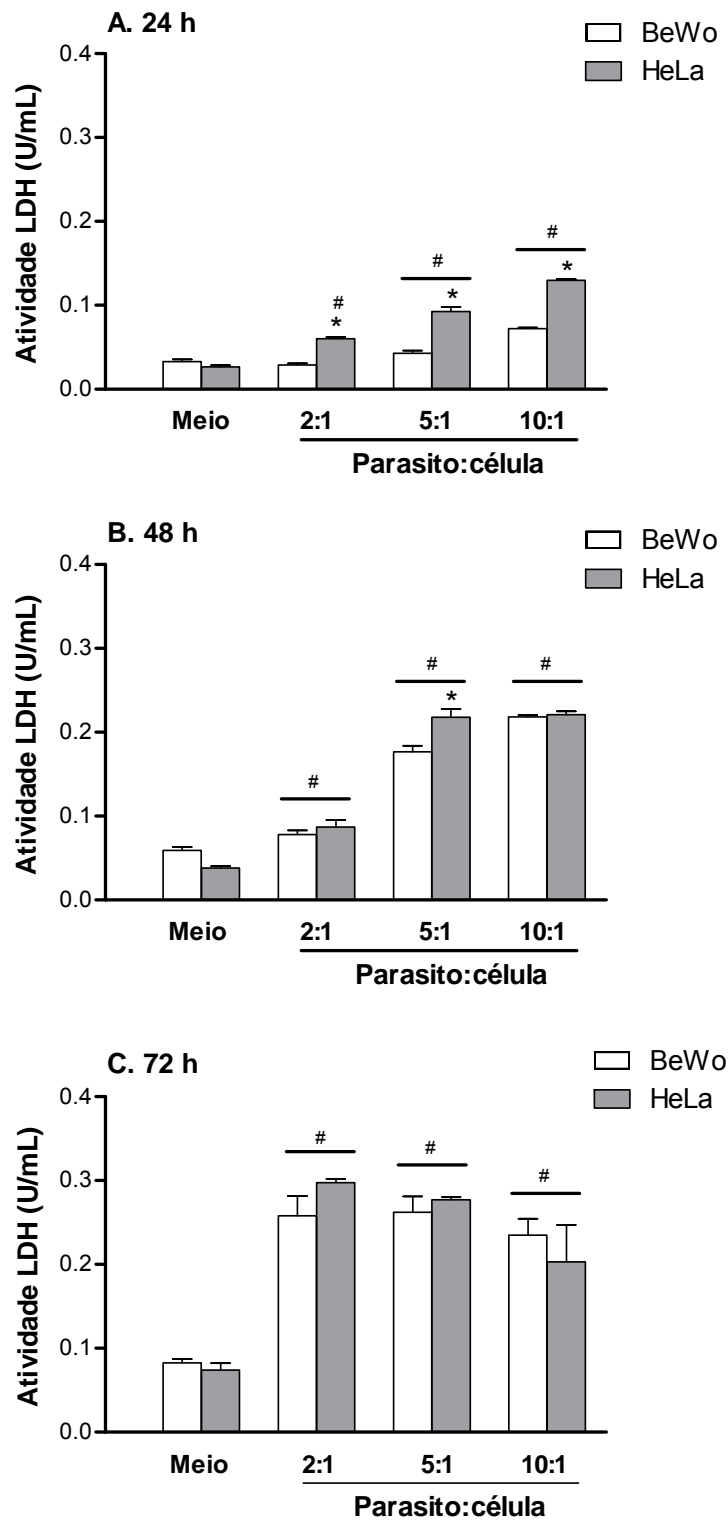 A. 24 h
BeWo
HeLa
Atividade LDH (U/mL)
0.4
0.3
0.2
0.1
0.0
# * # * # *
Meio 2:1 5:1 10:1
Parasito:célula
B. 48 h
BeWo
HeLa
Atividade LDH (U/mL)
0.4
0.3
0.2
0.1
0.0
# # * #
Meio 2:1 5:1 10:1
Parasito:célula
C. 72 h
BeWo
HeLa
Atividade LDH (U/mL)
0.4
0.3
0.2
0.1
0.0
# # #
Meio 2:1 5:1 10:1
Parasito:célula